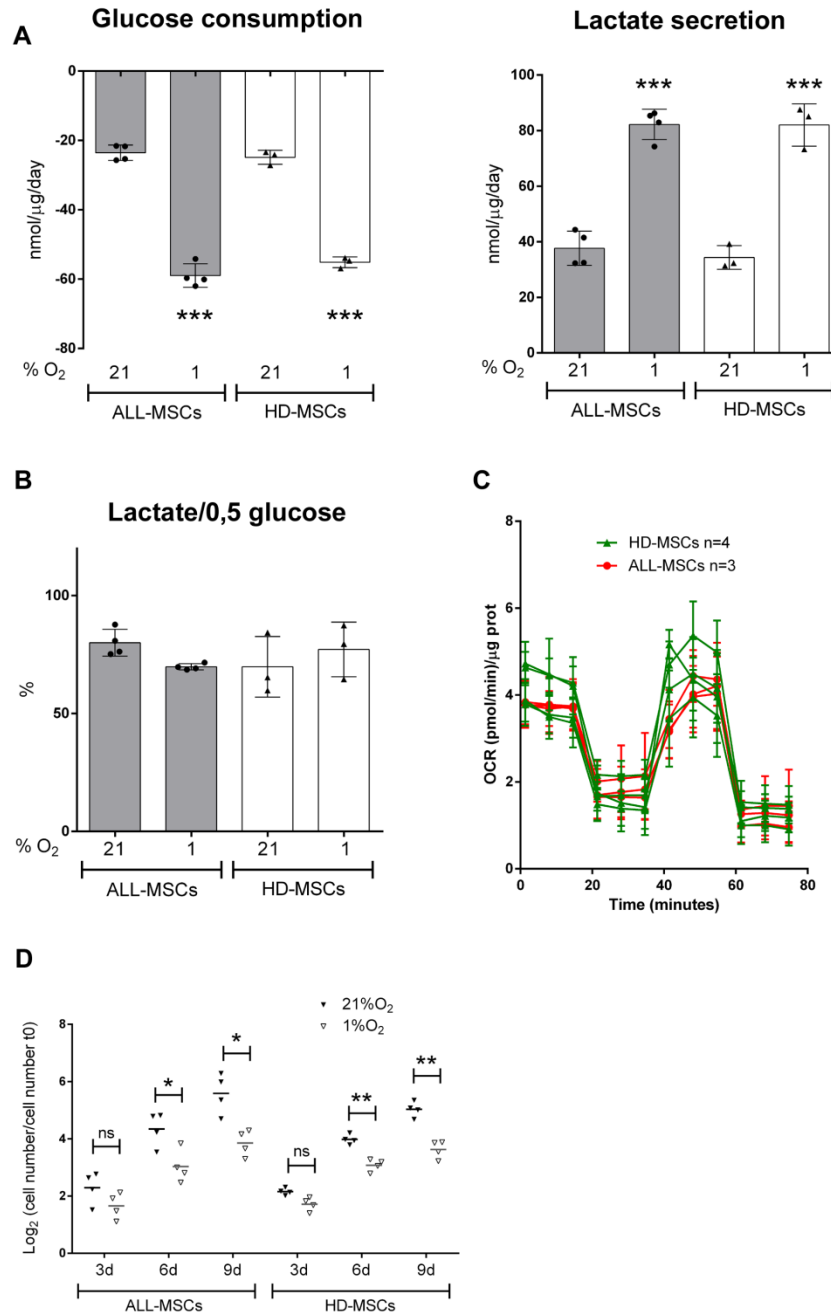 A
Glucose consumption
nmol/µg/day
0
-20
-40
-60
-80
*** ***
% O2 21 1 21 1
ALL-MSCs HD-MSCs
Lactate secretion
nmol/µg/day
100
80
60
40
20
0
*** ***
% O2 21 1 21 1
ALL-MSCs HD-MSCs
B
Lactate/0,5 glucose
%
100
50
0
% O2 21 1 21 1
ALL-MSCs HD-MSCs
C
HD-MSCs n=4
ALL-MSCs n=3
OCR (pmol/min)/µg prot
8
6
4
2
0
0 20 40 60 80
Time (minutes)
D
21%O2
1%O2
Log2 (cell number/cell number t0)
8
6
4
2
0
ns * * ns ** **
3d 6d 9d 3d 6d 9d
ALL-MSCs HD-MSCs